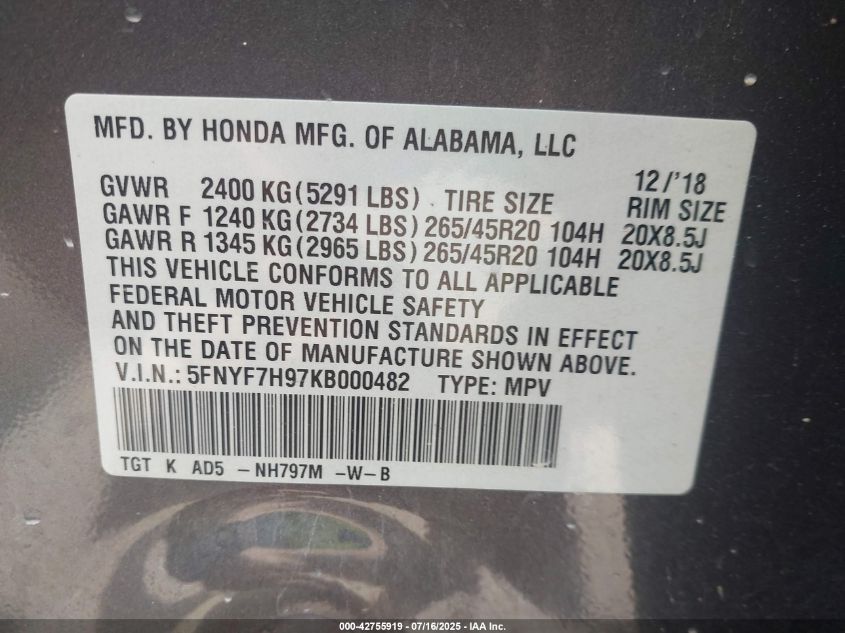 MFD. BY HONDA MFG. OF ALABAMA, LLC
12/'18
GVWR 2400 KG(5291 LBS) TIRE SIZE RIM SIZE
GAWR F 1240 KG(2734 LBS) 265/45R20 104H 20X8.5J
GAWR R 1345 KG(2965 LBS) 265/45R20 104H 20X8.5J
THIS VEHICLE CONFORMS TO ALL APPLICABLE
FEDERAL MOTOR VEHICLE SAFETY
AND THEFT PREVENTION STANDARDS IN EFFECT
ON THE DATE OF MANUFACTURE SHOWN ABOVE.
V.I.N.: 5FNYF7H97KB000482 TYPE: MPV
TGT K AD5 -NH797M -W-B
000-42755919 - 07/16/2025 - IAA Inc.